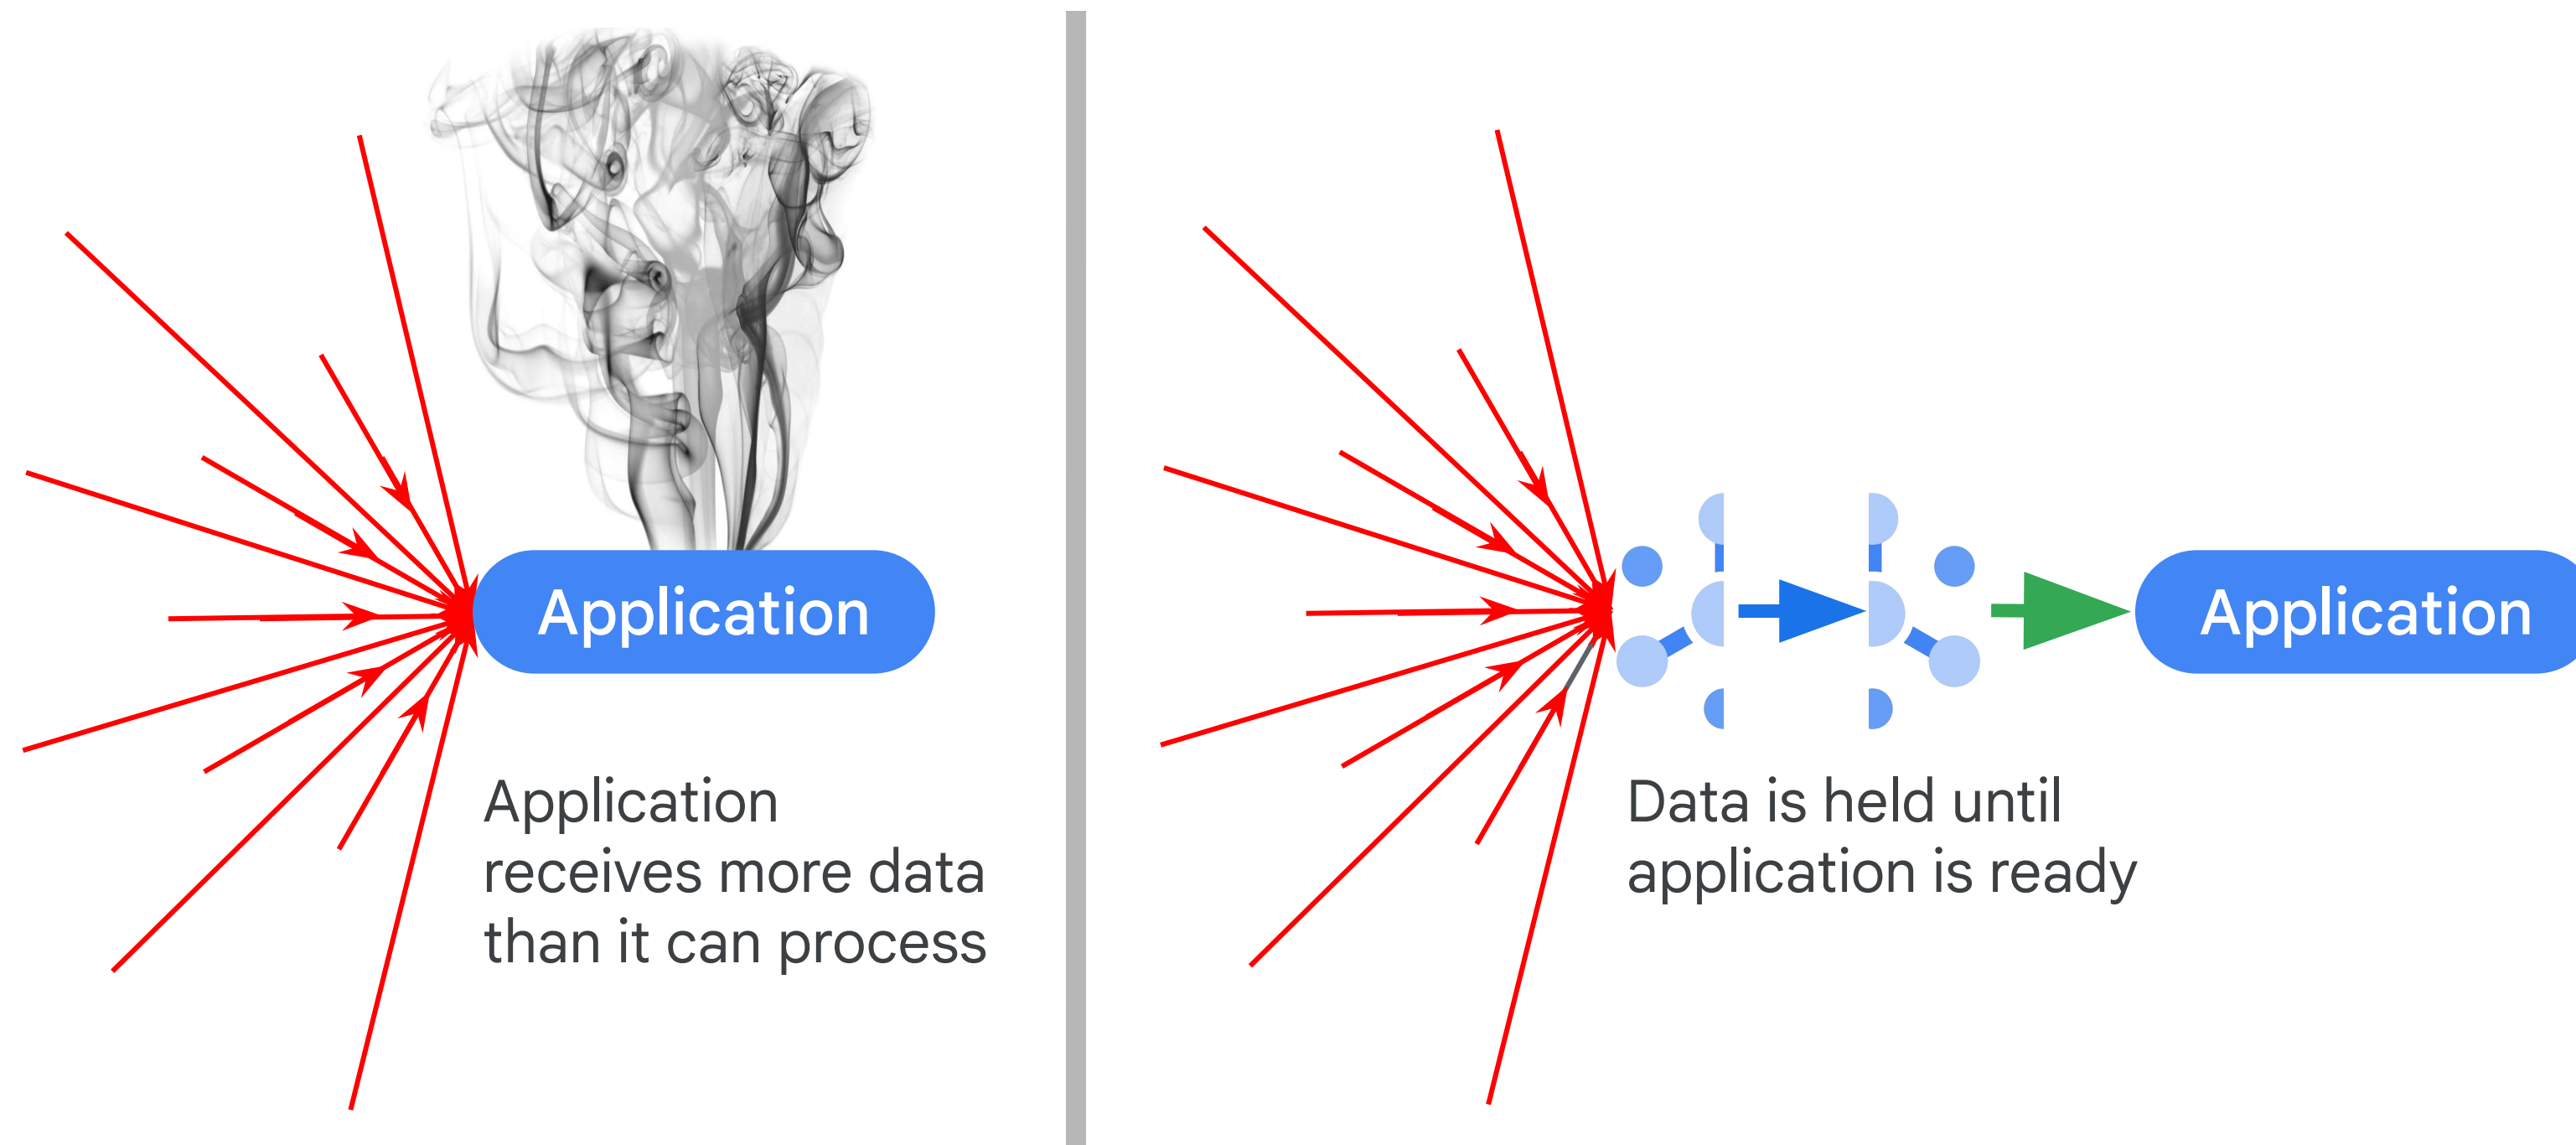 Application
Application
receives more data
than it can process
Application
Data is held until
application is ready